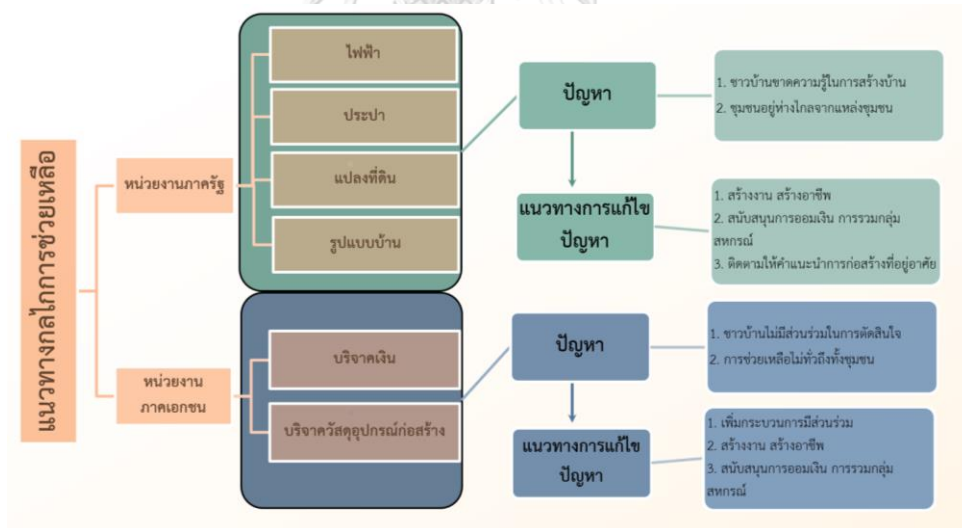 แนวทางกลไกการช่วยเหลือ
หน่วยงานภาครัฐ
ไฟฟ้า
ประปา
แปลงที่ดิน
รูปแบบบ้าน
ปัญหา
1. ชาวบ้านขาดความรู้ในการสร้างบ้าน
2. ชุมชนอยู่ห่างไกลจากแหล่งชุมชน
แนวทางการแก้ไข
ปัญหา
1. สร้างงาน สร้างอาชีพ
2. สนับสนุนการออมเงิน การรวมกลุ่ม
สหกรณ์
3. ติดตามให้คำแนะนำการก่อสร้างที่อยู่อาศัย
หน่วยงาน
ภาคเอกชน
บริจาคเงิน
บริจาควัสดุอุปกรณ์ก่อสร้าง
ปัญหา
1. ชาวบ้านไม่มีส่วนร่วมในการตัดสินใจ
2. การช่วยเหลือไม่ทั่วถึงทั้งชุมชน
แนวทางการแก้ไข
ปัญหา
1. เพิ่มกระบวนการมีส่วนร่วม
2. สร้างงาน สร้างอาชีพ
3. สนับสนุนการออมเงิน การรวมกลุ่ม
สหกรณ์